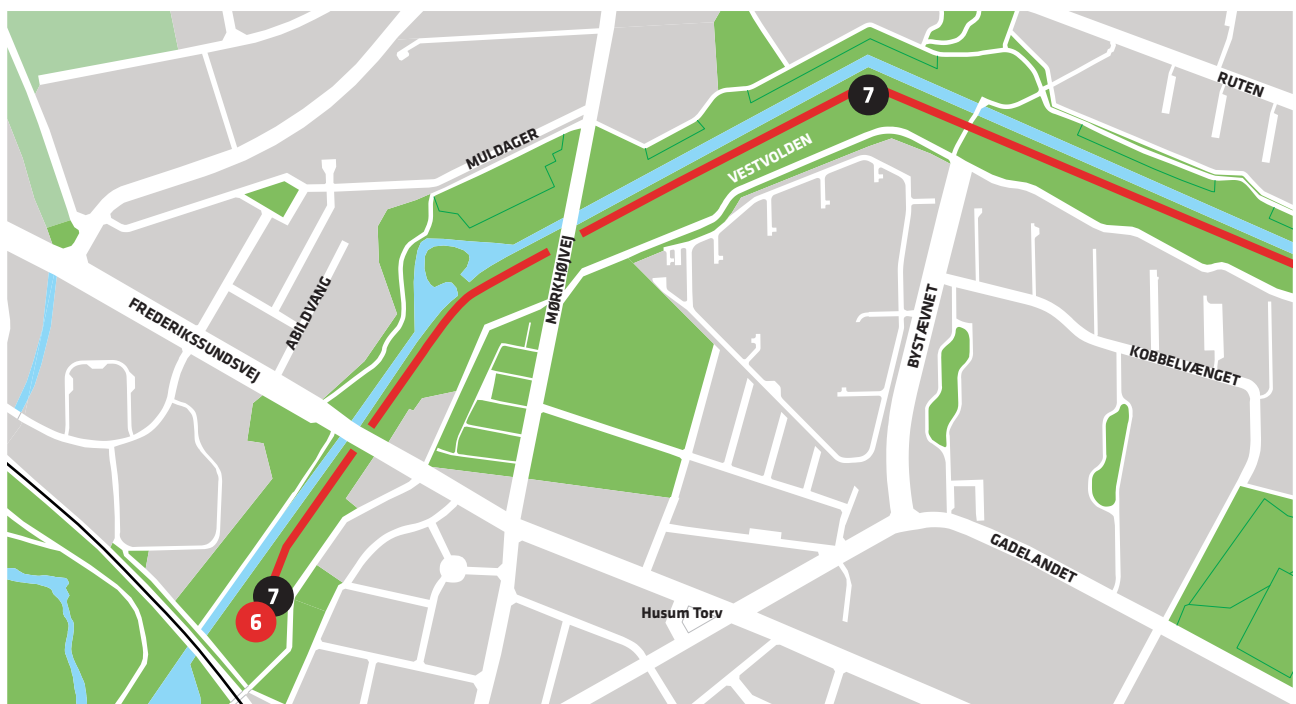 RUTEN
7
MULDAGER
VESTVOLDEN
MØRKHØJVEJ
ABILDVANG
FREDERIKSSUNDSVEJ
BYSTÆVNET
KOBBELVÆNGET
GADELANDET
7
6
Husum Torv